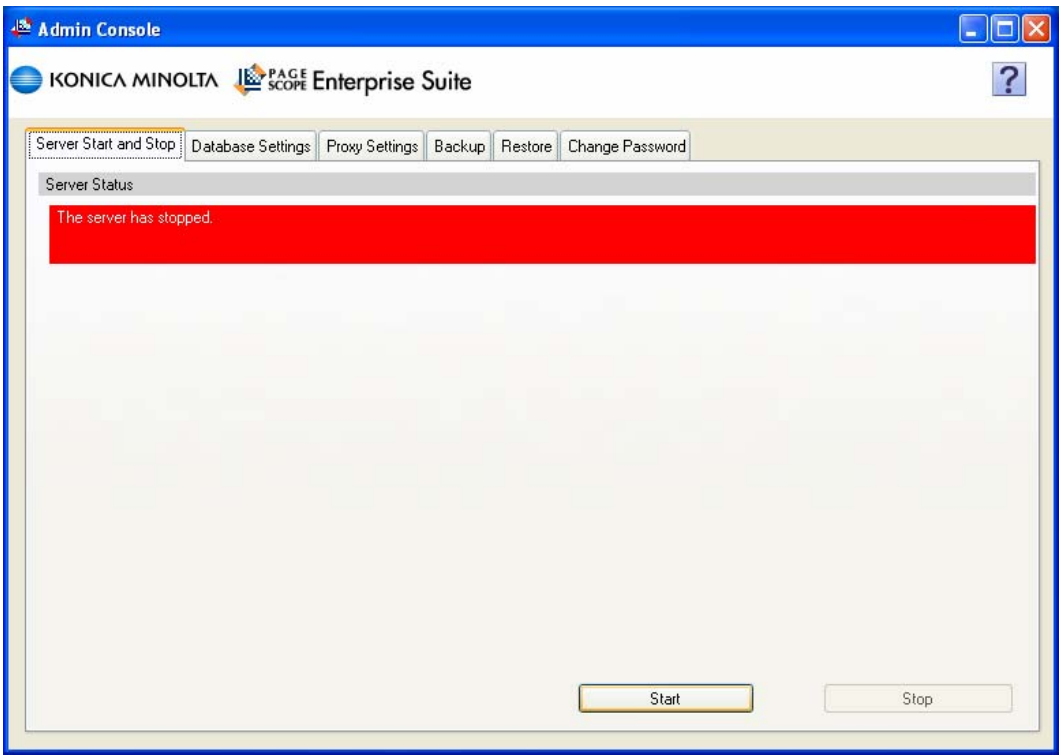 Admin Console
KONICA MINOLTA PAGE SCOPE Enterprise Suite ?
Server Start and Stop Database Settings Proxy Settings Backup Restore Change Password
Server Status
The server has stopped.
Start Stop